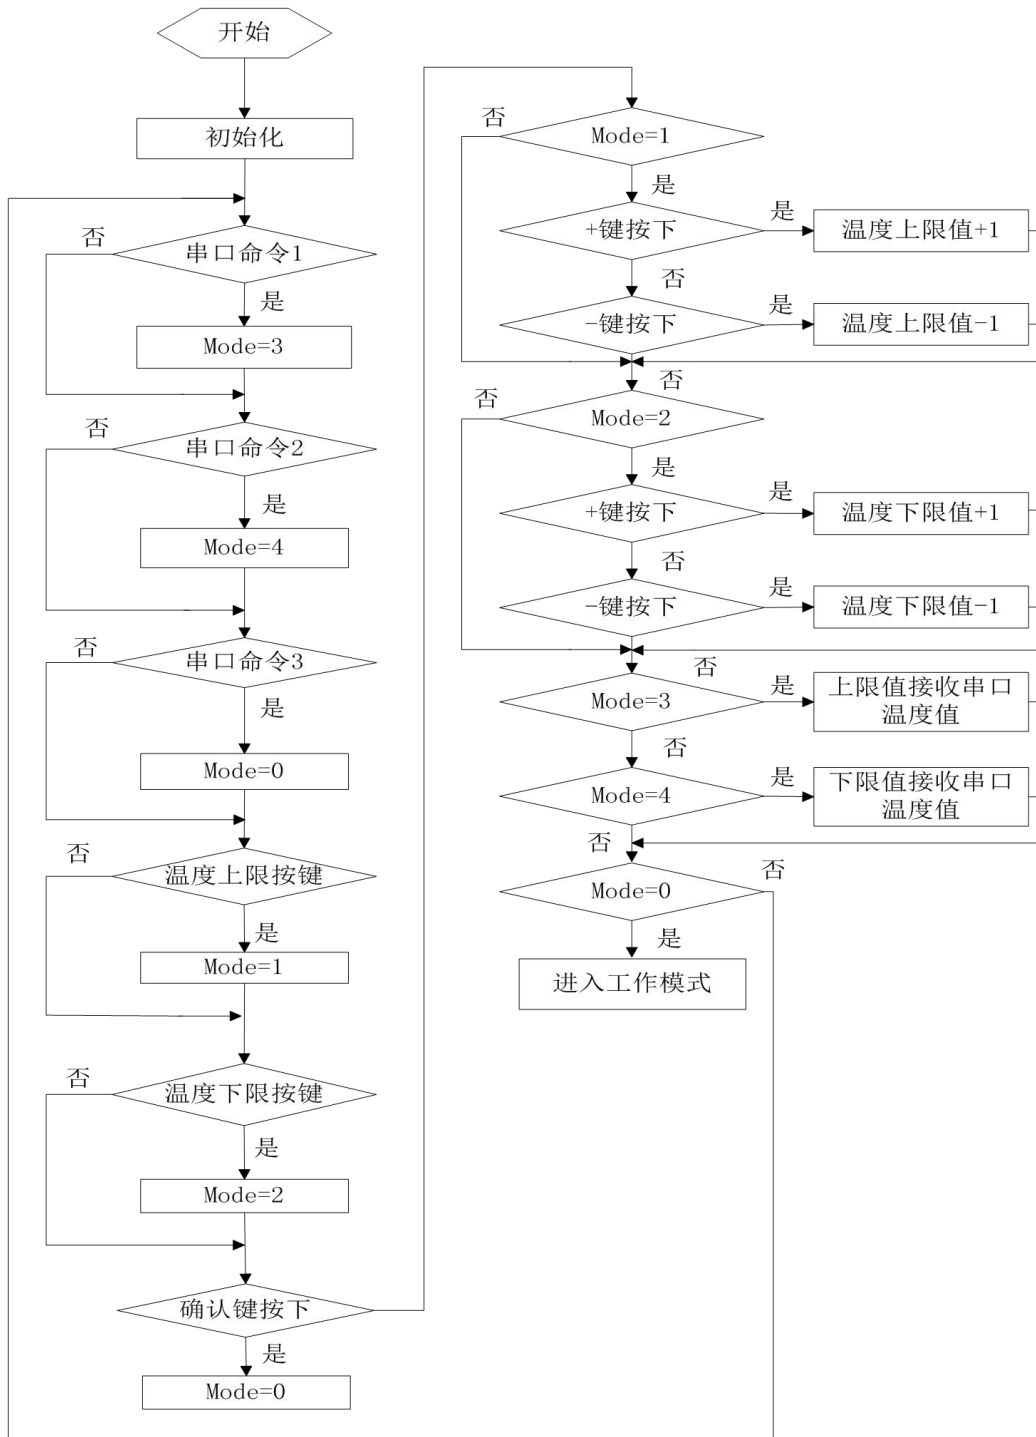 开始
初始化
否
串口命令1
是
Mode=3
否
串口命令2
是
Mode=4
否
串口命令3
是
Mode=0
否
温度上限按键
是
Mode=1
否
温度下限按键
是
Mode=2
确认键按下
是
Mode=0
否
Mode=1
是
+键按下
是
温度上限值+1
否
-键按下
是
温度上限值-1
否
否
Mode=2
是
+键按下
是
温度下限值+1
否
-键按下
是
温度下限值-1
否
Mode=3
是
上限值接收串口
温度值
否
Mode=4
是
下限值接收串口
温度值
否
Mode=0
否
是
进入工作模式